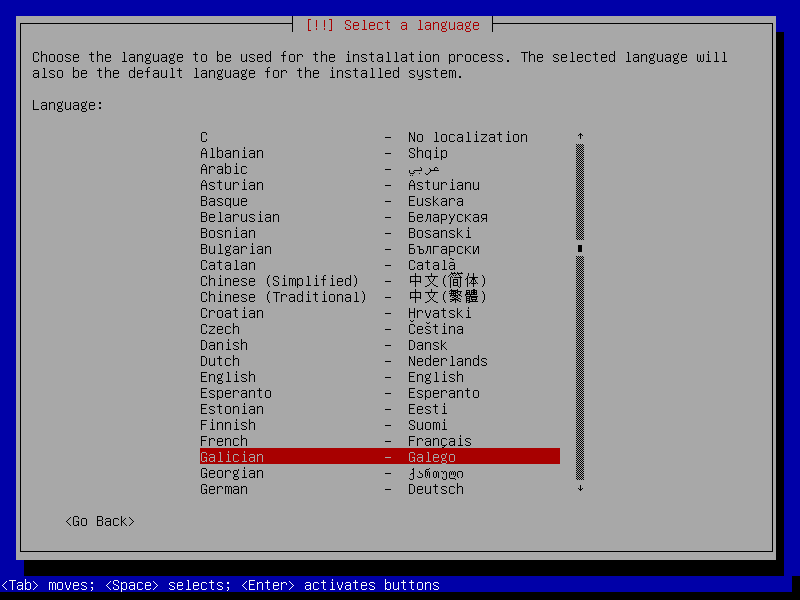 [!!] Select a language
Choose the language to be used for the installation process. The selected language will
also be the default language for the installed system.
Language:
C - No localization
Albanian - Shqip
Arabic - عربي
Asturian - Asturianu
Basque - Euskara
Belarusian - Беларуская
Bosnian - Bosanski
Bulgarian - Български
Catalan - Català
Chinese (Simplified) - 中文(简体)
Chinese (Traditional) - 中文(繁體)
Croatian - Hrvatski
Czech - Čeština
Danish - Dansk
Dutch - Nederlands
English - English
Esperanto - Esperanto
Estonian - Eesti
Finnish - Suomi
French - Français
Galician - Galego
Georgian - ქართული
German - Deutsch
<Go Back>
<Tab> moves; <Space> selects; <Enter> activates buttons